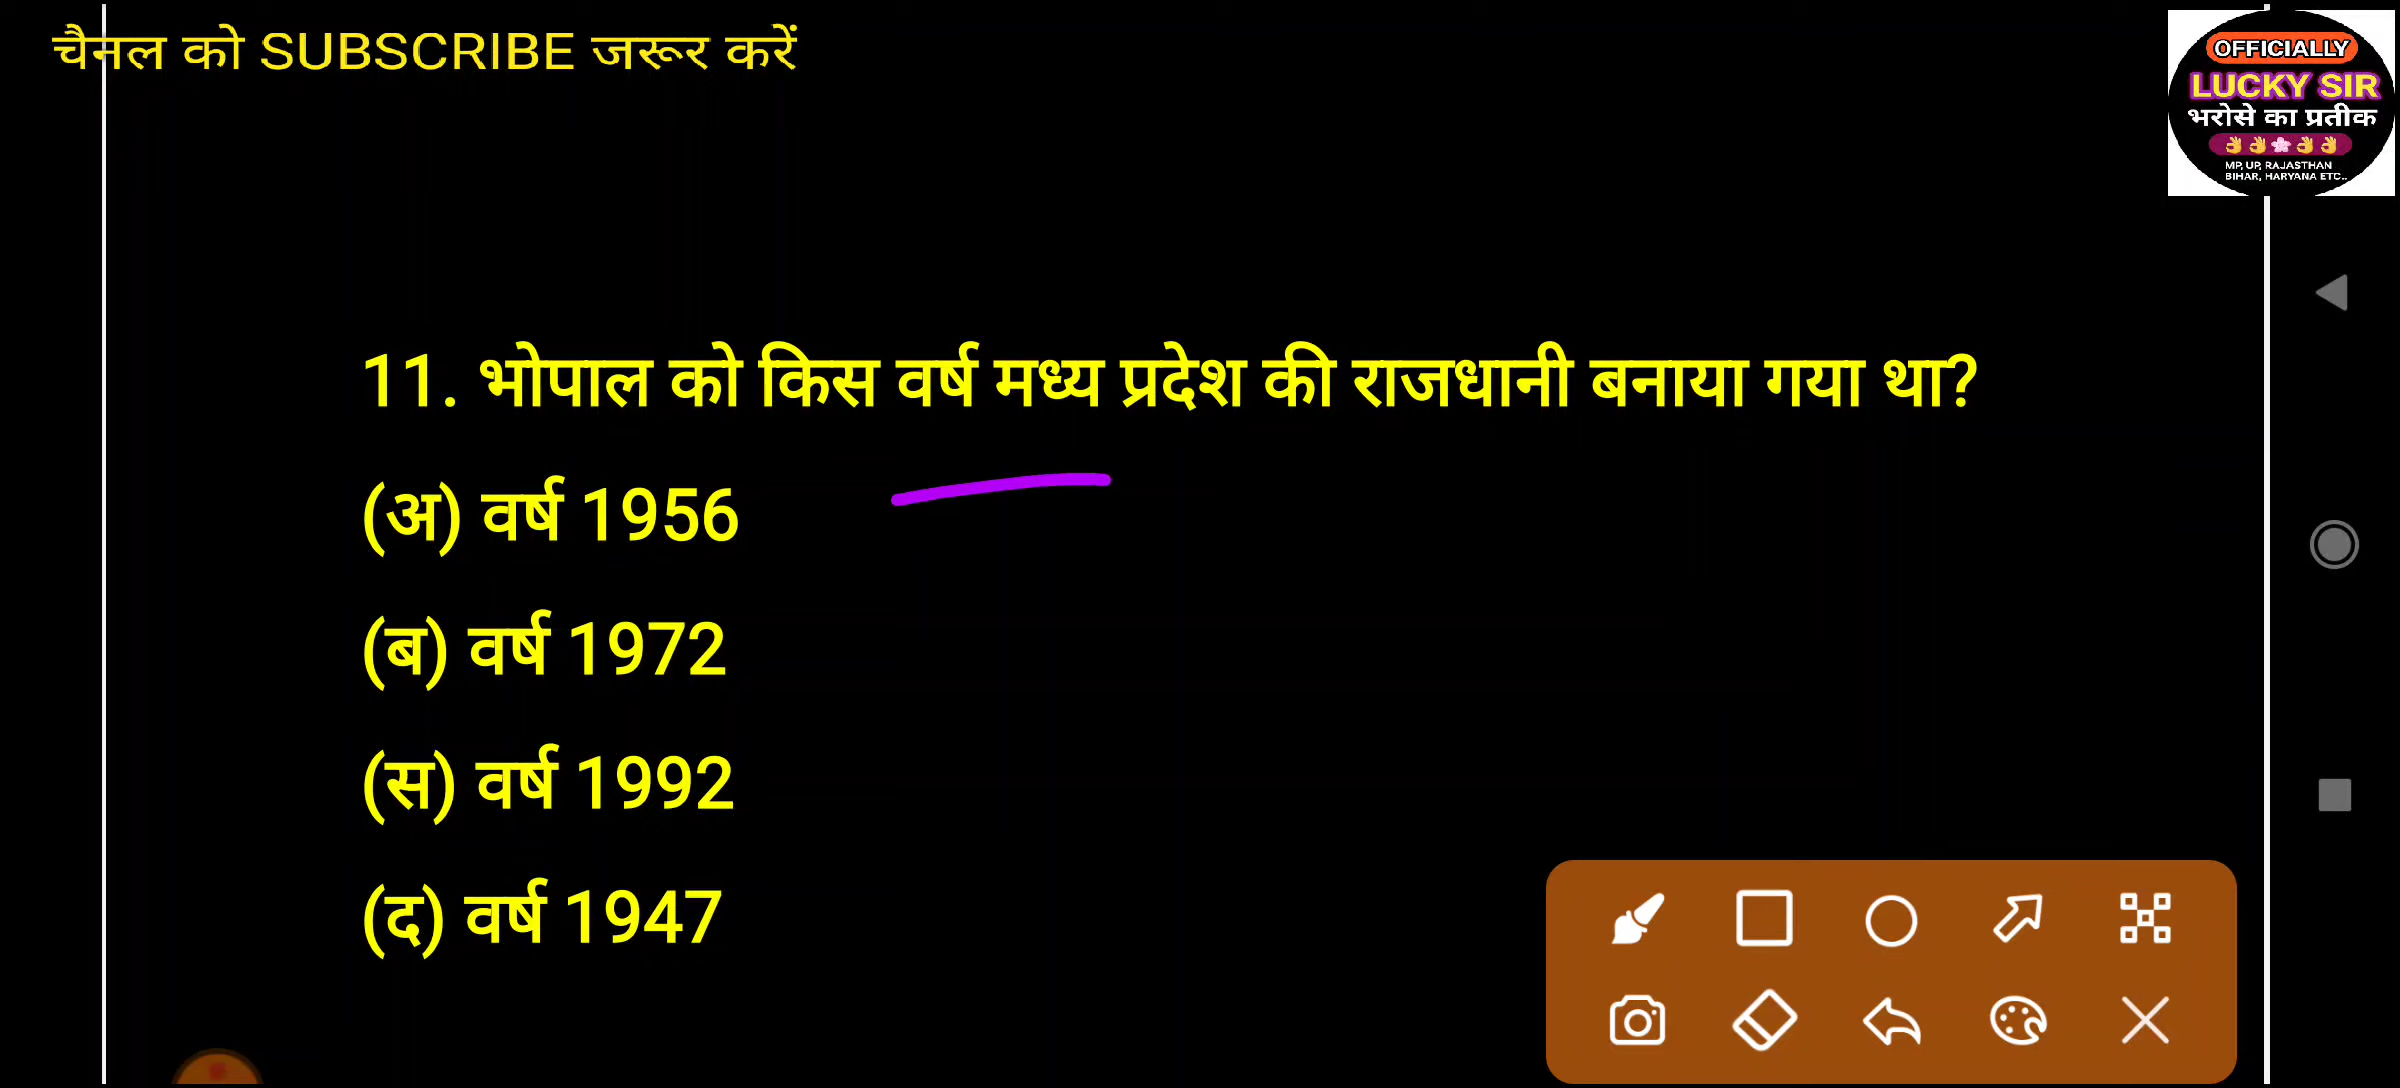 चैनल को SUBSCRIBE जरूर करें
OFFICIALLY
LUCKY SIR
भरोसे का प्रतीक
MP, UP, RAJASTHAN
BIHAR, HARYANA ETC..
11. भोपाल को किस वर्ष मध्य प्रदेश की राजधानी बनाया गया था?
(अ) वर्ष 1956
(ब) वर्ष 1972
(स) वर्ष 1992
(द) वर्ष 1947